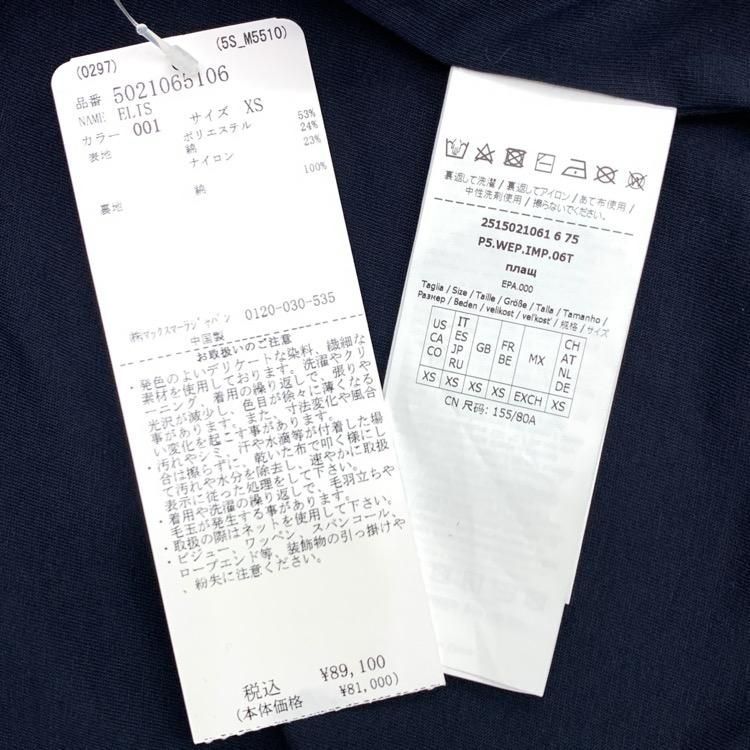 (0297)
(5S_M5510)
品番 5021065106
NAME ELIS
カラー 001 サイズ XS
表地
ポリエステル 53%
綿 24%
ナイロン 23%
裏地
綿 100%
㈱マックスマーラジャパン 0120-030-535
中国製
お取扱いのご注意
・発色のよいデリケートな染料、繊細な
素材を使用しております。洗濯やクリ
ーニング、着用の繰り返しで、張りや
光沢が減少し、色目が徐々に薄くなる
事があります。また、寸法変化や風合
い変化を起こす事があります。
・汚れやシミ、汗や水滴等が付着した場
合は擦らずに、乾いた布で叩く様にし
て汚れや水分を除去し、速やかに取扱
表示に従った処理をして下さい。
・着用や洗濯の繰返しで、毛羽立ちや
毛玉が発生する事があります。
・取扱の際はネットを使用して下さい。
・ビジュー、ワッペン、スパンコール、
ロープエンド等、装飾物の引っ掛けや
、紛失に注意ください。
税込 ¥89,100
(本体価格 ¥81,000)
裏返して洗濯 / 裏返してアイロン / あて布使用 /
中性洗剤使用 / 擦らないでください。
2515021061 6 75
P5.WEP.IMP.06T
плащ
EPA.000
Taglia / Size / Taille / Größe / Talla / Tamanho /
Размер / Beden / velikost / veľkosť / 规格 / サイズ
US CA CO
IT ES JP RU
GB
FR BE
MX
CH AT NL DE
XS XS XS XS EXCH XS
CN 尺码: 155/80A